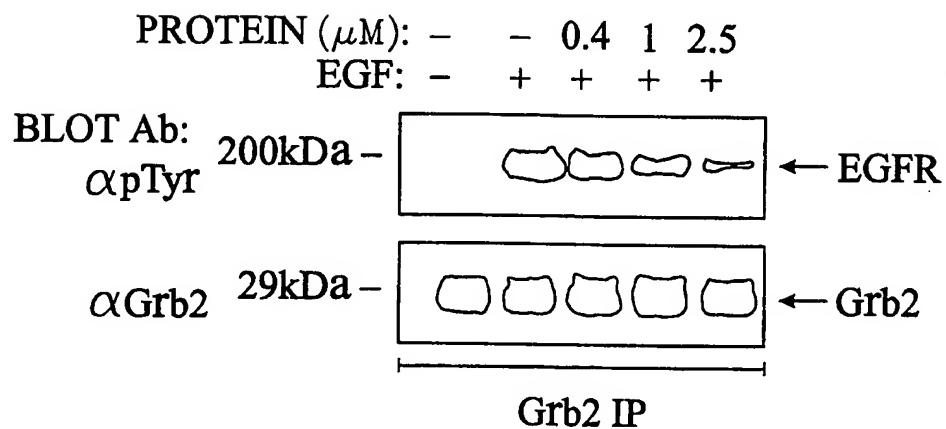 PROTEIN (μM): – – 0.4 1 2.5
EGF: – + + + +
BLOT Ab:
αpTyr 200kDa – ← EGFR
αGrb2 29kDa – ← Grb2
Grb2 IP